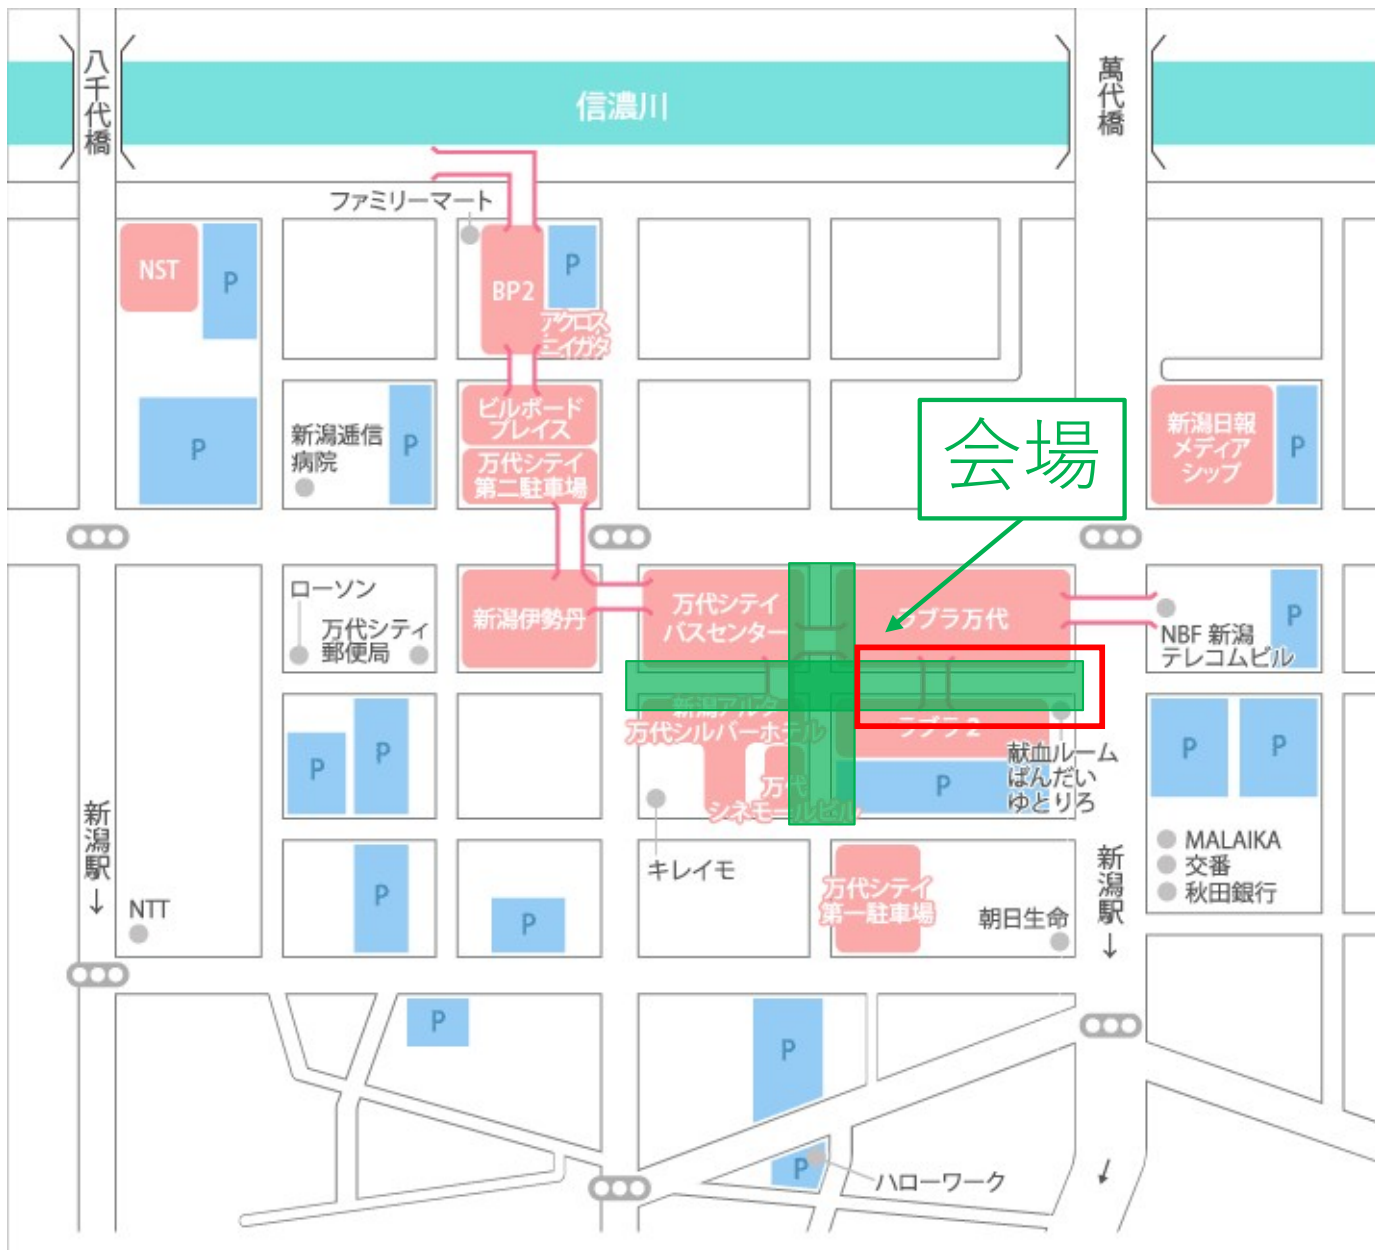 八千代橋
信濃川
萬代橋
ファミリーマート
NST
P
BP2
P
アクロス
ニイガタ
P
新潟逓信
病院
P
ビルボード
プレイス
万代シテイ
第二駐車場
会場
新潟日報
メディア
シップ
P
ローソン
万代シティ
郵便局
新潟伊勢丹
万代シテイ
バスセンター
ラブラ万代
P
NBF 新潟
テレコムビル
新潟アルタ
万代シルバーホテル
ラブラ2
P
P
万代
シネモールビル
P
献血ルーム
ばんだい
ゆとりろ
P
P
新潟駅
↓
NTT
P
P
キレイモ
万代シテイ
第一駐車場
朝日生命
新潟駅
↓
MALAIKA
交番
秋田銀行
P
P
P
ハローワーク
↓